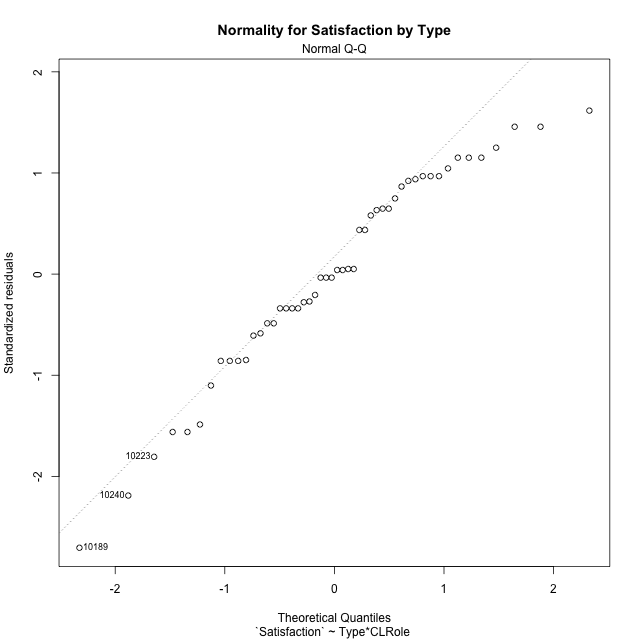 Normality for Satisfaction by Type
Normal Q-Q
2
1
0
-1
-2
Standardized residuals
10223
10240
10189
-2
-1
0
1
2
Theoretical Quantiles
`Satisfaction` ~ Type*CLRole